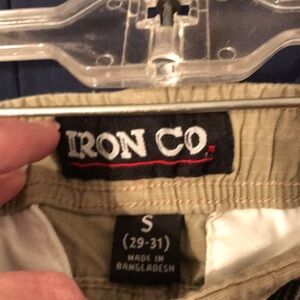 IRON CO.
S
(29-31)
MADE IN
BANGLADESH